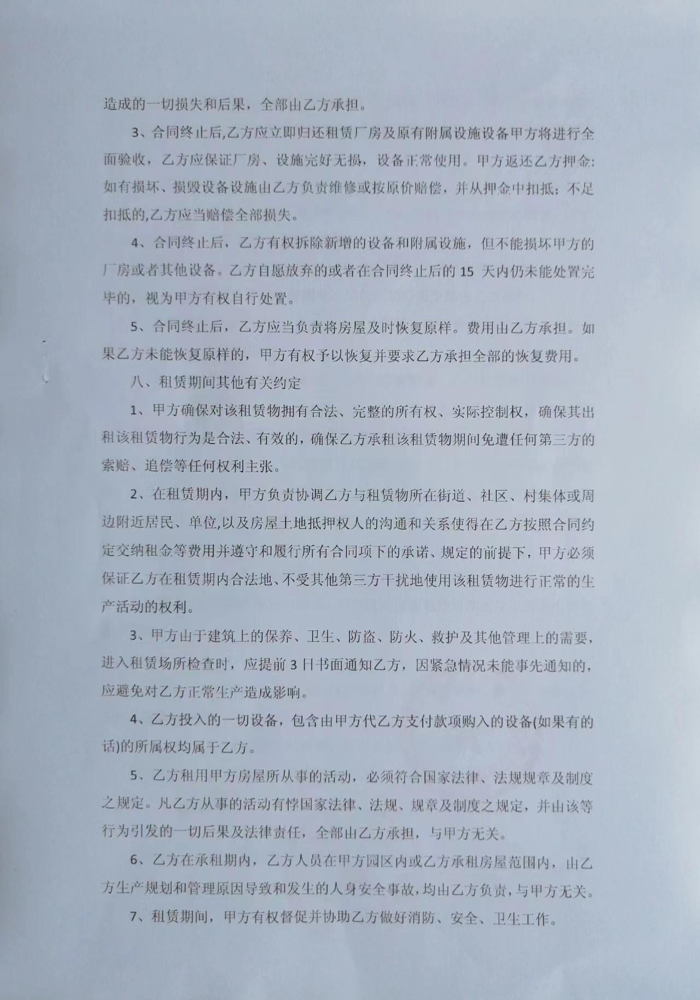 造成的一切损失和后果，全部由乙方承担。
3、合同终止后,乙方应立即归还租赁厂房及原有附属设施设备甲方将进行全
面验收，乙方应保证厂房、设施完好无损，设备正常使用。甲方返还乙方押金:
如有损坏、损毁设备设施由乙方负责维修或按原价赔偿，并从押金中扣抵；不足
扣抵的,乙方应当赔偿全部损失。
4、合同终止后，乙方有权拆除新增的设备和附属设施，但不能损坏甲方的
厂房或者其他设备。乙方自愿放弃的或者在合同终止后的 15 天内仍未能处置完
毕的，视为甲方有权自行处置。
5、合同终止后，乙方应当负责将房屋及时恢复原样。费用由乙方承担。如
果乙方未能恢复原样的，甲方有权予以恢复并要求乙方承担全部的恢复费用。
八、租赁期间其他有关约定
1、甲方确保对该租赁物拥有合法、完整的所有权、实际控制权，确保其出
租该租赁物行为是合法、有效的，确保乙方承租该租赁物期间免遭任何第三方的
索赔、追偿等任何权利主张。
2、在租赁期内，甲方负责协调乙方与租赁物所在街道、社区、村集体或周
边附近居民、单位,以及房屋土地抵押权人的沟通和关系使得在乙方按照合同约
定交纳租金等费用并遵守和履行所有合同项下的承诺、规定的前提下，甲方必须
保证乙方在租赁期内合法地、不受其他第三方干扰地使用该租赁物进行正常的生
产活动的权利。
3、甲方由于建筑上的保养、卫生、防盗、防火、救护及其他管理上的需要，
进入租赁场所检查时，应提前 3 日书面通知乙方，因紧急情况未能事先通知的，
应避免对乙方正常生产造成影响。
4、乙方投入的一切设备，包含由甲方代乙方支付款项购入的设备(如果有的
话)的所属权均属于乙方。
5、乙方租用甲方房屋所从事的活动，必须符合国家法律、法规规章及制度
之规定。凡乙方从事的活动有悖国家法律、法规、规章及制度之规定，并由该等
行为引发的一切后果及法律责任，全部由乙方承担，与甲方无关。
6、乙方在承租期内，乙方人员在甲方园区内或乙方承租房屋范围内，由乙
方生产规划和管理原因导致和发生的人身安全事故，均由乙方负责，与甲方无关。
7、租赁期间，甲方有权督促并协助乙方做好消防、安全、卫生工作。